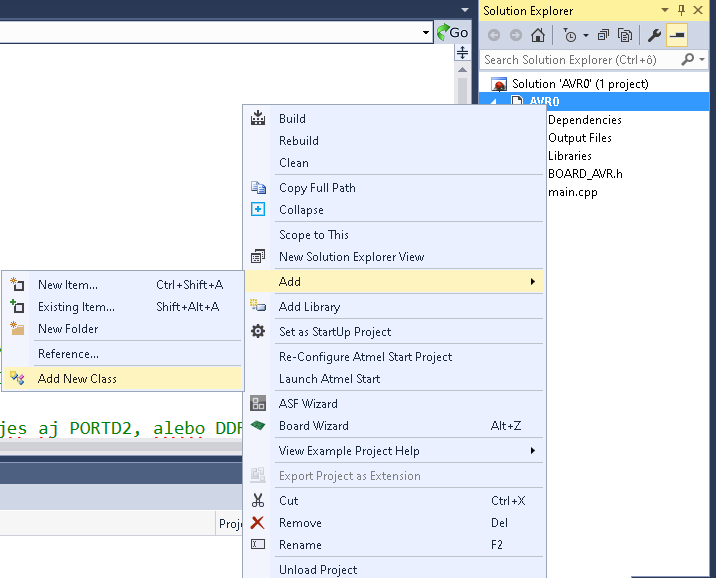 Solution Explorer
Go
Search Solution Explorer (Ctrl+ô)
Solution 'AVR0' (1 project)
AVR0
Dependencies
Output Files
Libraries
BOARD_AVR.h
main.cpp
Build
Rebuild
Clean
Copy Full Path
Collapse
Scope to This
New Solution Explorer View
Add
Add Library
Set as StartUp Project
Re-Configure Atmel Start Project
Launch Atmel Start
ASF Wizard
Board Wizard Alt+Z
View Example Project Help
Export Project as Extension
Cut Ctrl+X
Remove Del
Rename F2
Unload Project
New Item... Ctrl+Shift+A
Existing Item... Shift+Alt+A
New Folder
Reference...
Add New Class
jes aj PORTD2, alebo DDR
Proje